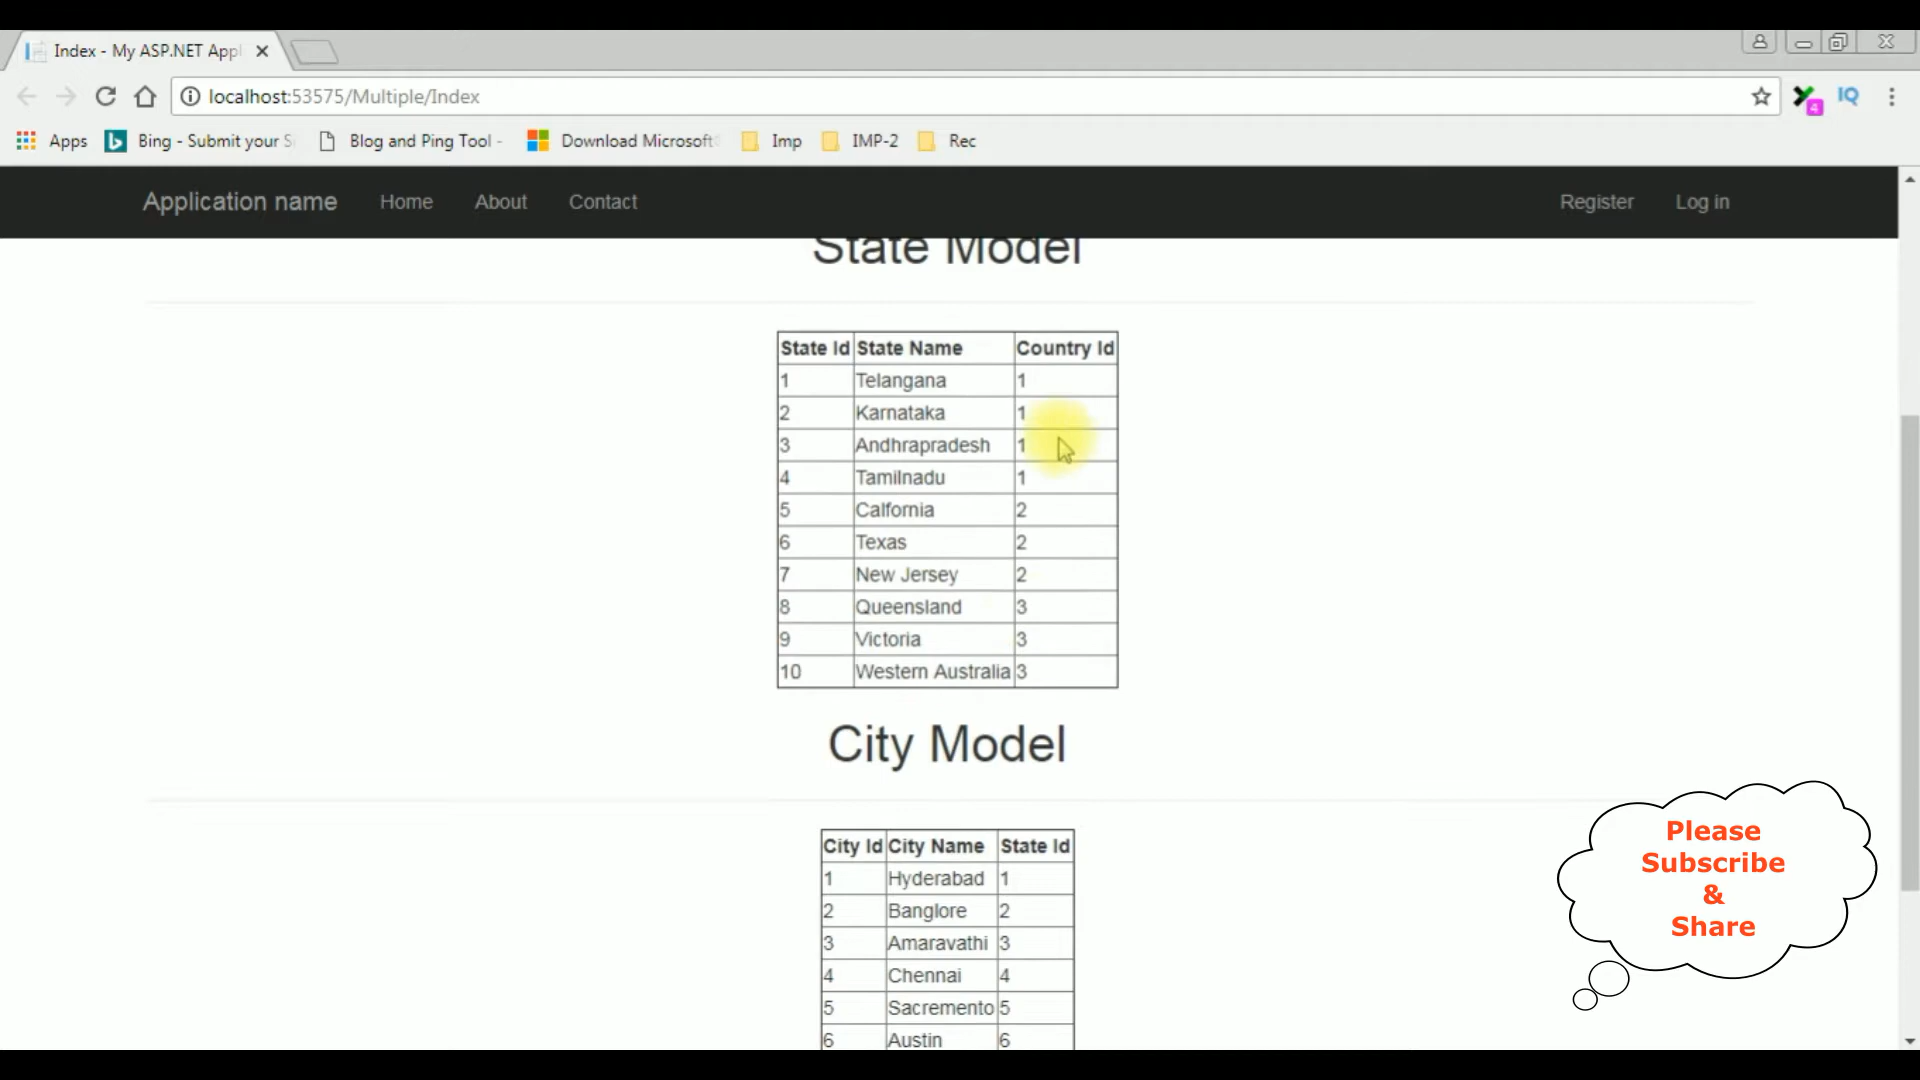 Index - My ASP.NET Appl
localhost:53575/Multiple/Index
4
IQ
Apps
Bing - Submit your S
Blog and Ping Tool -
Download Microsoft
Imp
IMP-2
Rec
Application name Home About Contact Register Log in
State Model
State Id State Name Country Id
1 Telangana 1
2 Karnataka 1
3 Andhrapradesh 1
4 Tamilnadu 1
5 Calfornia 2
6 Texas 2
7 New Jersey 2
8 Queensland 3
9 Victoria 3
10 Western Australia 3
City Model
City Id City Name State Id
1 Hyderabad 1
2 Banglore 2
3 Amaravathi 3
4 Chennai 4
5 Sacremento 5
6 Austin 6
Please
Subscribe
&
Share